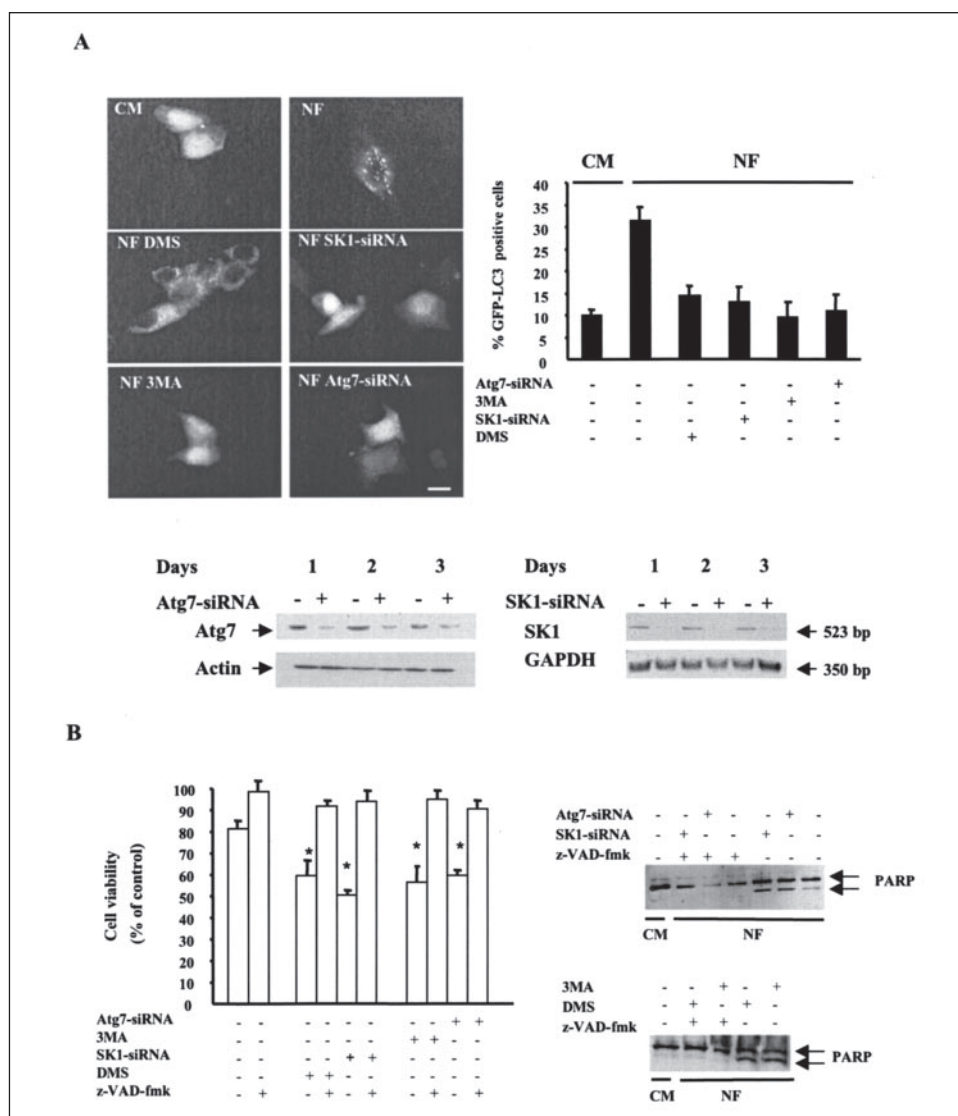 A
CM
NF
NF DMS
NF SK1-siRNA
NF 3MA
NF Atg7-siRNA
CM NF
% GFP-LC3 positive cells
40
35
30
25
20
15
10
5
0
Atg7-siRNA - - - - - +
3MA - - - - + -
SK1-siRNA - - - + - -
DMS - - + - - -
Days 1 2 3
Atg7-siRNA - + - + - +
Atg7
Actin
Days 1 2 3
SK1-siRNA - + - + - +
SK1 523 bp
GAPDH 350 bp
B
Cell viability
(% of control)
100
90
80
70
60
50
40
30
20
10
0
* * * *
Atg7-siRNA - - - - - - - - + +
3MA - - - - - - + + - -
SK1-siRNA - - - - + + - - - -
DMS - - + + - - - - - -
z-VAD-fmk - + - + - + - + - +
Atg7-siRNA - - + - - + -
SK1-siRNA - + - - + - -
z-VAD-fmk - + + + - - -
PARP
CM NF
3MA - - + - +
DMS - + - + -
z-VAD-fmk - + + - -
PARP
CM NF